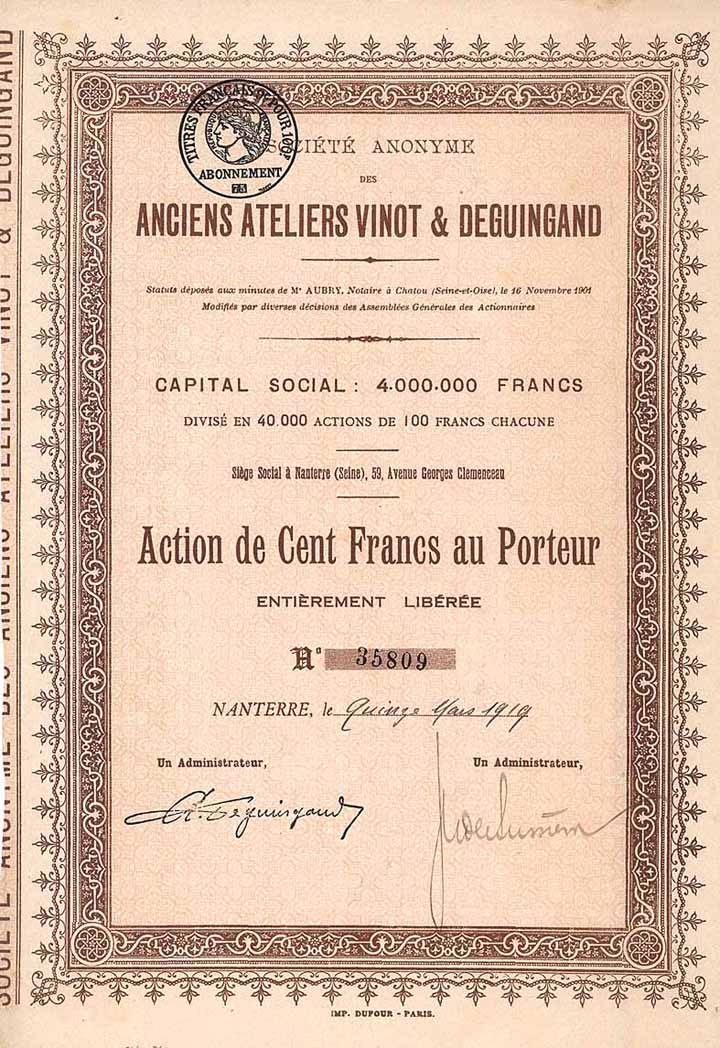 TITRES FRANÇAIS 0/0 POUR 100F
ABONNEMENT
75
SOCIÉTÉ ANONYME
DES
ANCIENS ATELIERS VINOT & DEGUINGAND
Statuts déposés aux minutes de Me AUBRY, Notaire à Chatou (Seine-et-Oise), le 16 Novembre 1901
Modifiés par diverses décisions des Assemblées Générales des Actionnaires
CAPITAL SOCIAL : 4.000.000 FRANCS
DIVISÉ EN 40.000 ACTIONS DE 100 FRANCS CHACUNE
Siège Social à Nanterre (Seine), 59, Avenue Georges Clemenceau
Action de Cent Francs au Porteur
ENTIÈREMENT LIBÉRÉE
No 35809
NANTERRE, le Quinze Mars 1919
Un Administrateur,
Un Administrateur,
Deguingand
IMP. DUFOUR - PARIS.
SOCIÉTÉ ANONYME DES ANCIENS ATELIERS VINOT & DEGUINGAND